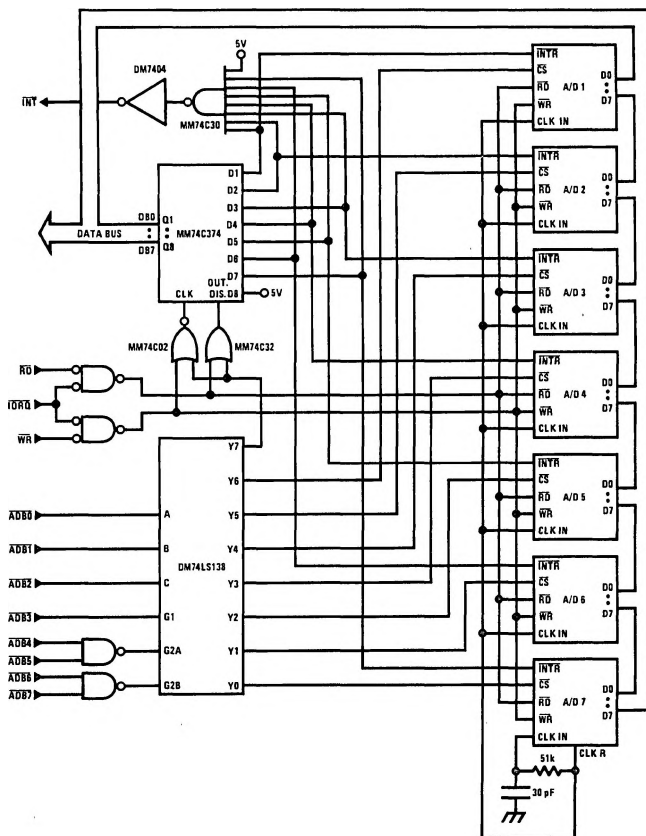 5V
DM7404
INT
MM74C30
INTR
CS
RD
WR
CLK IN
A/D 1
D0
D7
D1
D2
D3
D4
D5
D6
D7
OUT.
DIS.
D8
5V
MM74C374
Q1
Q8
CLK
DB0
DB7
DATA BUS
INTR
CS
RD
WR
CLK IN
A/D 2
D0
D7
INTR
CS
RD
WR
CLK IN
A/D 3
D0
D7
MM74C02
MM74C32
RD
IORQ
WR
INTR
CS
RD
WR
CLK IN
A/D 4
D0
D7
Y7
Y6
Y5
Y4
Y3
Y2
Y1
Y0
DM74LS138
A
B
C
G1
G2A
G2B
ADB0
ADB1
ADB2
ADB3
ADB4
ADB5
ADB6
ADB7
INTR
CS
RD
WR
CLK IN
A/D 5
D0
D7
INTR
CS
RD
WR
CLK IN
A/D 6
D0
D7
INTR
CS
RD
WR
CLK IN
A/D 7
D0
D7
CLK R
51k
30 pF